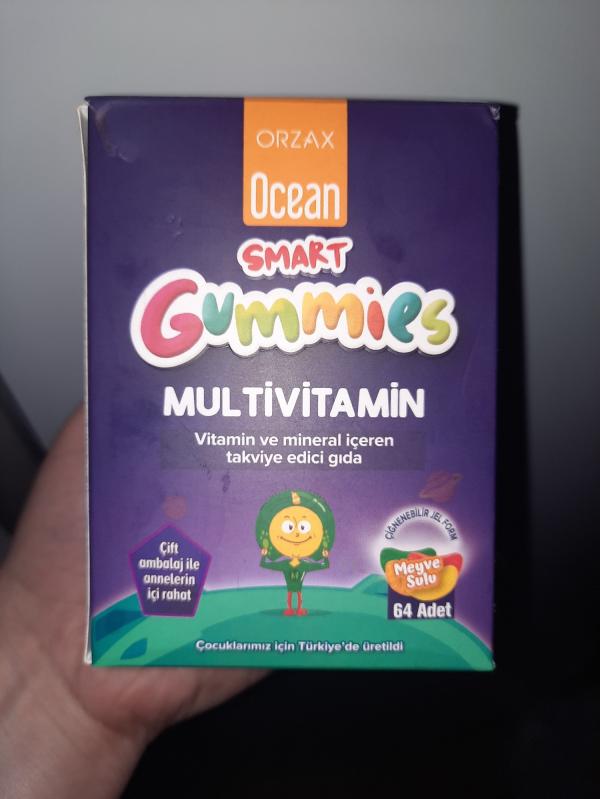 ORZAX
Ocean
SMART
Gummies
MULTİVİTAMİN
Vitamin ve mineral içeren
takviye edici gıda
Çift
ambalaj ile
annelerin
içi rahat
ÇİĞNENEBİLİR JEL FORM
Meyve
Sulu
64 Adet
Çocuklarımız için Türkiye'de üretildi